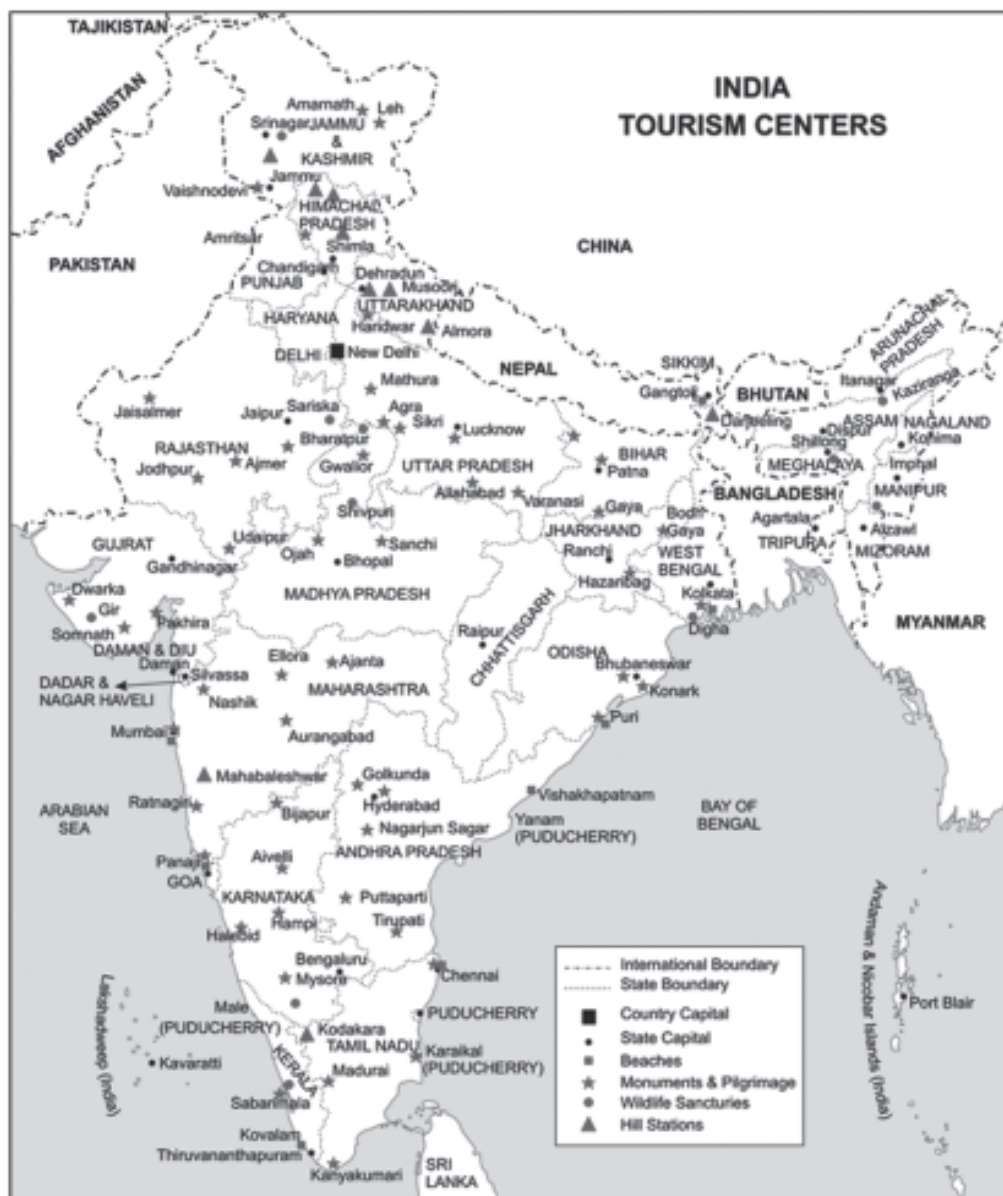 INDIA
TOURISM CENTERS
TAJIKISTAN
AFGHANISTAN
Amarnath
Leh
Srinagar
JAMMU
&
KASHMIR
Jammu
Vaishnodevi
HIMACHAD
PRADESH
Amritsar
Shimla
CHINA
PAKISTAN
Chandigarh
PUNJAB
Dehradun
Musoori
UTTARAKHAND
HARYANA
Haridwar
Almora
DELHI
New Delhi
NEPAL
SIKKIM
ARUNACHAL
PRADESH
Mathura
Gangtok
BHUTAN
Itanagar
Kaziranga
Jaisalmer
Jaipur
Sariska
Agra
Sikri
Lucknow
Darjeeling
ASSAM
NAGALAND
Dispur
Kohima
Shillong
RAJASTHAN
Bharatpur
BIHAR
Ajmer
Gwalior
UTTAR PRADESH
Patna
MEGHALAYA
Imphal
Jodhpur
Allahabad
Varanasi
BANGLADESH
MANIPUR
Shivpuri
Gaya
Bodh
Gaya
JHARKHAND
Agartala
Aizawl
TRIPURA
MIZORAM
Udaipur
Ojah
Sanchi
Ranchi
WEST
BENGAL
GUJRAT
Gandhinagar
Bhopal
Hazaribag
Kolkata
MADHYA PRADESH
Dwarka
Gir
Pakhira
Somnath
Digha
MYANMAR
CHHATTISGARH
Raipur
DAMAN & DIU
Daman
Silvassa
DADAR &
NAGAR HAVELI
Ellora
Ajanta
ODISHA
Bhubaneswar
Konark
MAHARASHTRA
Nashik
Puri
Mumbai
Aurangabad
Mahabaleshwar
Golkunda
Hyderabad
Vishakhapatnam
ARABIAN
SEA
Ratnagiri
Bijapur
Nagarjun Sagar
Yanam
(PUDUCHERRY)
BAY OF
BENGAL
ANDHRA PRADESH
Panaji
GOA
Aivelli
KARNATAKA
Puttaparti
Hampi
Tirupati
Halebid
Bengaluru
Chennai
Mysore
Male
(PUDUCHERRY)
PUDUCHERRY
Kodakara
TAMIL NADU
Karaikal
(PUDUCHERRY)
KERALA
Madurai
Lakshadweep (India)
Kavaratti
Sabarimala
Kovalam
Thiruvananthapuram
Kanyakumari
SRI
LANKA
Andaman & Nicobar Islands (India)
Port Blair
International Boundary
State Boundary
Country Capital
State Capital
Beaches
Monuments & Pilgrimage
Wildlife Sancturies
Hill Stations